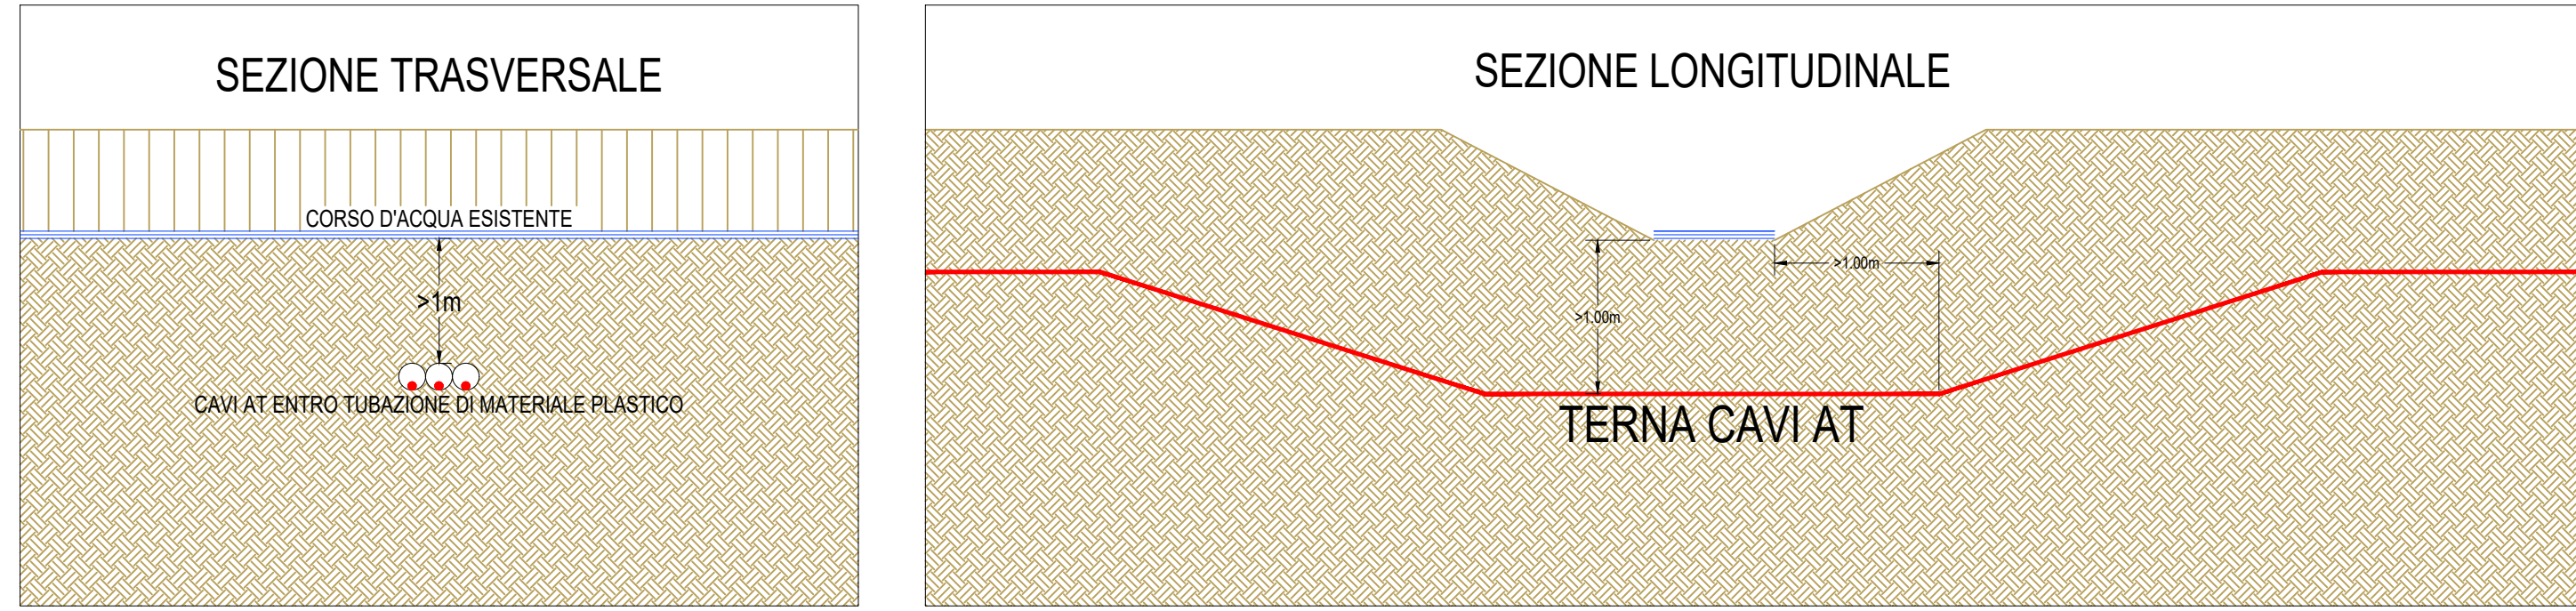 SEZIONE TRASVERSALE
CORSO D'ACQUA ESISTENTE
>1m
CAVI AT ENTRO TUBAZIONE DI MATERIALE PLASTICO
SEZIONE LONGITUDINALE
>1.00m
>1.00m
TERNA CAVI AT